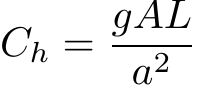 $C_h = \frac{gAL}{a^2}$